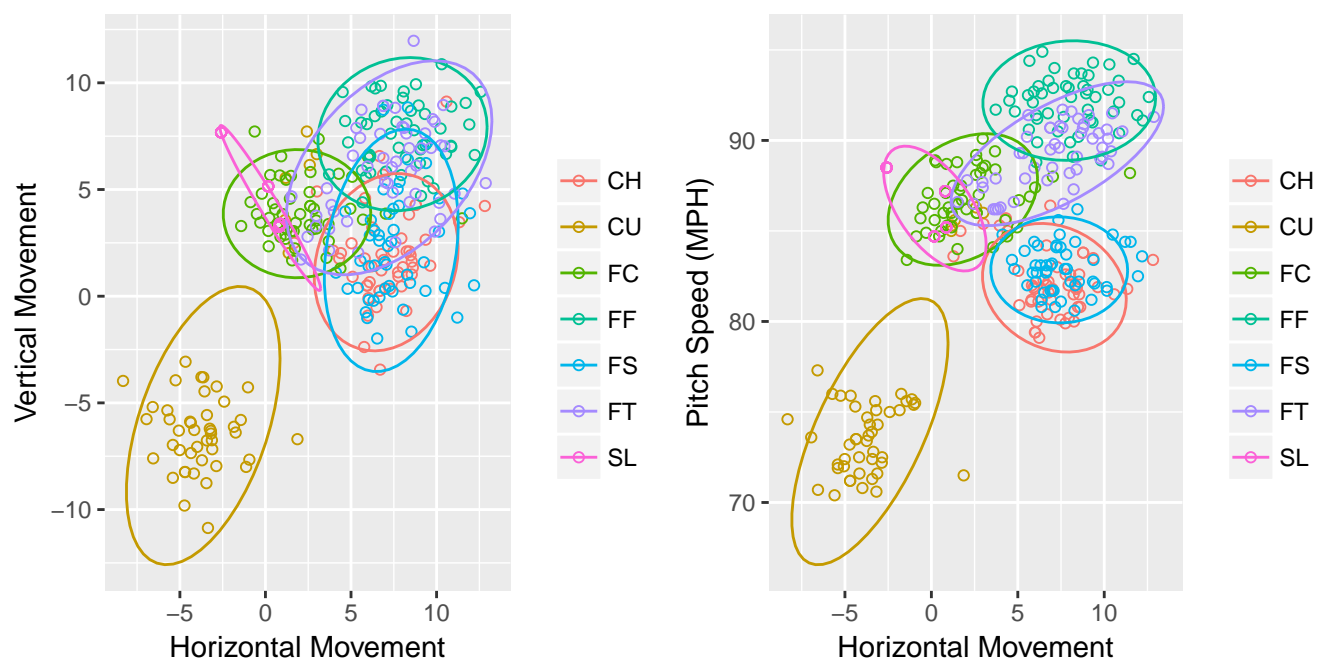 10
5
0
−5
−10
−5
0
5
10
Horizontal Movement
Vertical Movement
CH
CU
FC
FF
FS
FT
SL
90
80
70
−5
0
5
10
Horizontal Movement
Pitch Speed (MPH)
CH
CU
FC
FF
FS
FT
SL